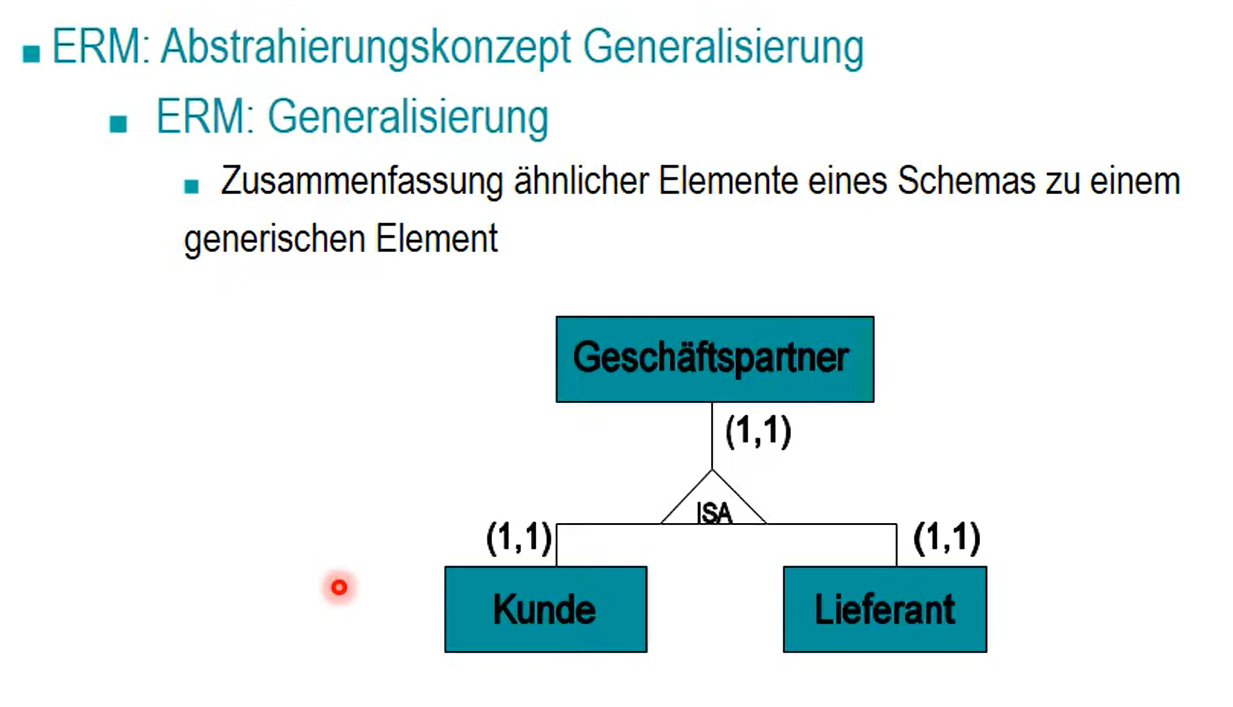 ERM: Abstrahierungskonzept Generalisierung
ERM: Generalisierung
Zusammenfassung ähnlicher Elemente eines Schemas zu einem
generischen Element
Geschäftspartner
(1,1)
ISA
(1,1)
(1,1)
Kunde
Lieferant